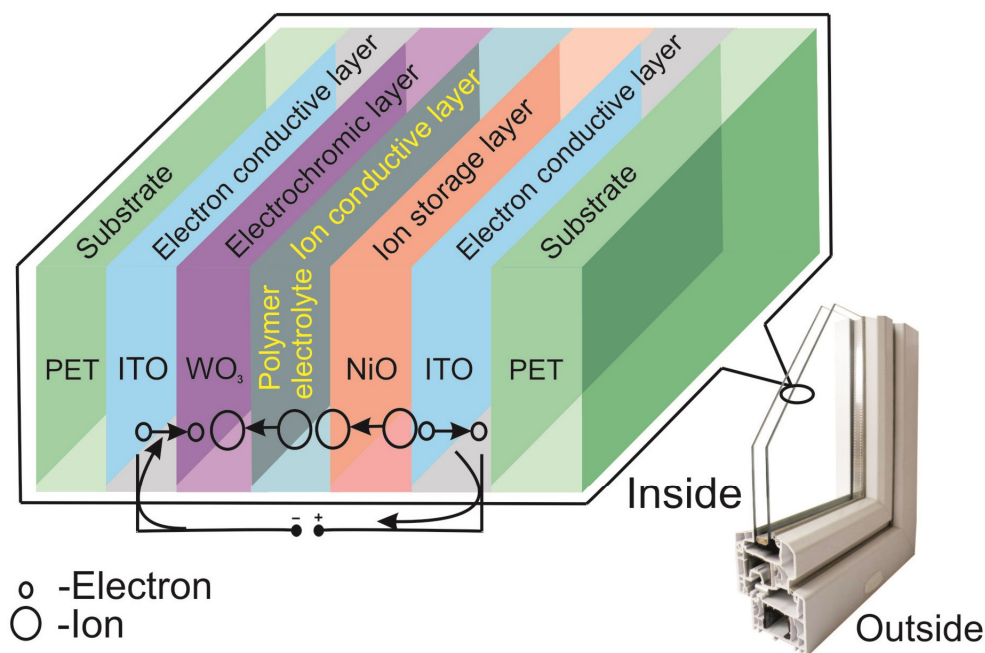 Substrate
Electron conductive layer
Electrochromic layer
Ion conductive layer
Ion storage layer
Electron conductive layer
Substrate
PET
ITO
WO₃
Polymer
electrolyte
NiO
ITO
PET
– +
Inside
Outside
-Electron
-Ion